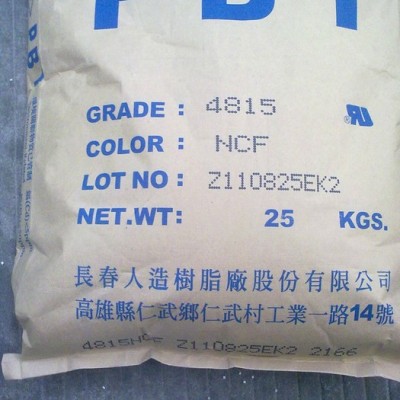 PBT
GRADE: 4815
COLOR: NCF
LOT NO: Z110825EK2
NET.WT: 25 KGS.
長春人造樹脂廠股份有限公司
高雄縣仁武鄉仁武村工業一路14號
4815NCF Z110825EK2 2166
PBT